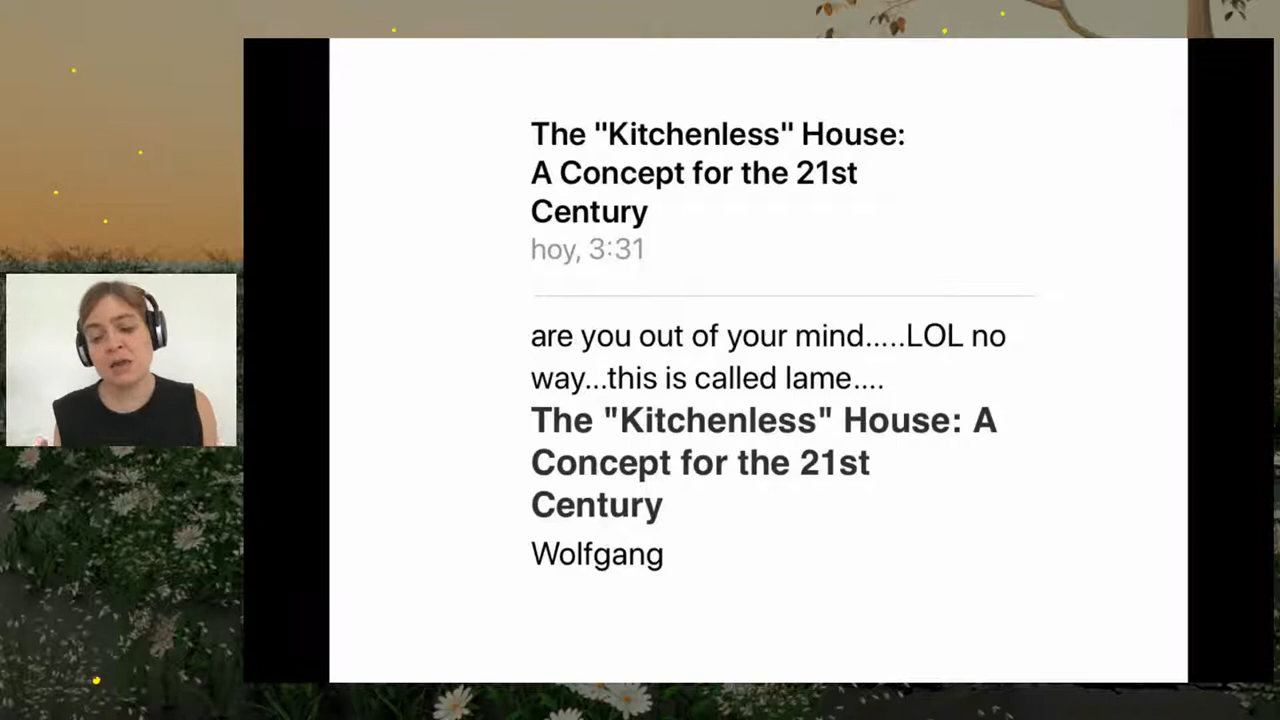 The "Kitchenless" House:
A Concept for the 21st
Century
hoy, 3:31
are you out of your mind.....LOL no
way...this is called lame....
The "Kitchenless" House: A
Concept for the 21st
Century
Wolfgang